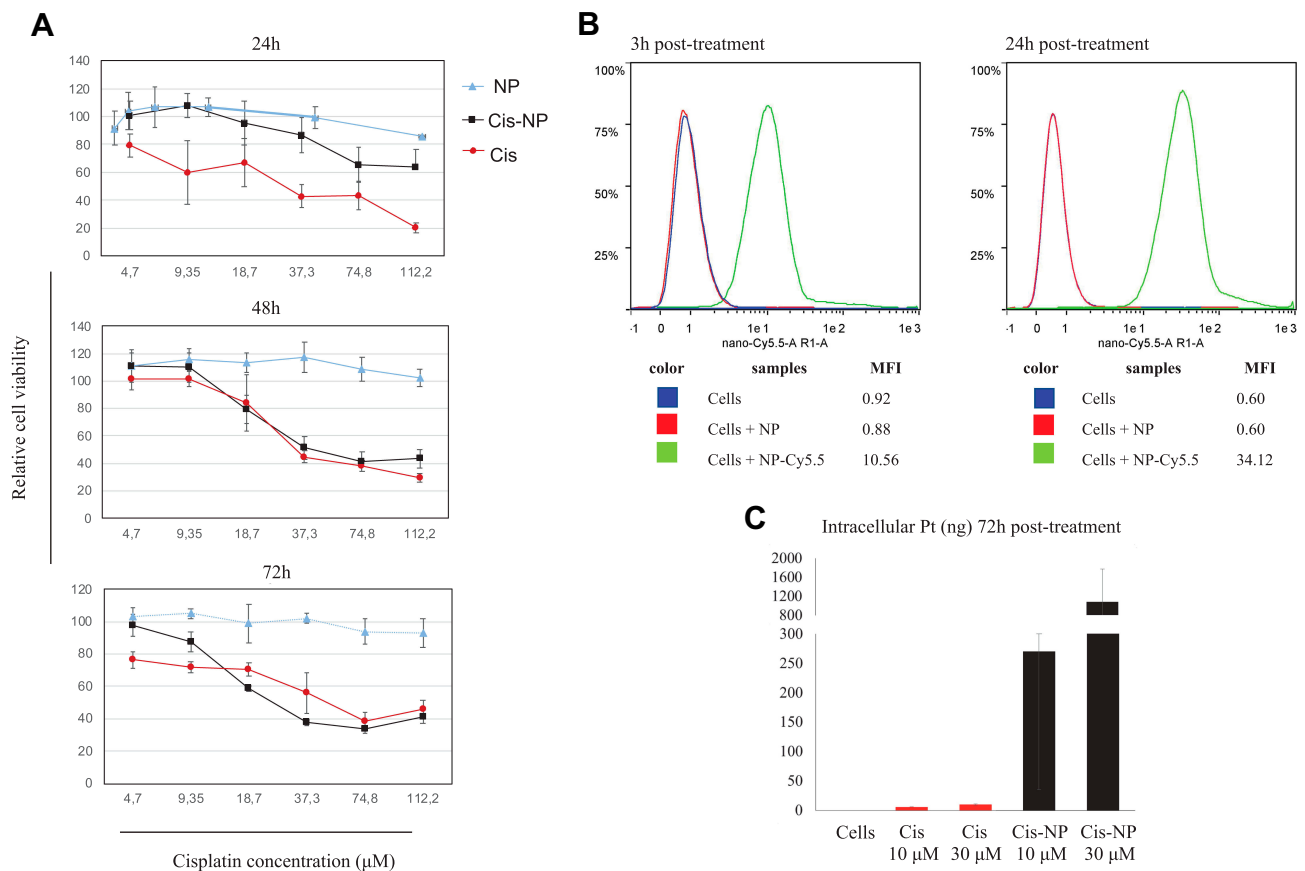 A
24h
140
120
100
80
60
40
20
0
4,7 9,35 18,7 37,3 74,8 112,2
NP
Cis-NP
Cis
48h
140
120
100
80
60
40
20
0
4,7 9,35 18,7 37,3 74,8 112,2
72h
120
100
80
60
40
20
0
4,7 9,35 18,7 37,3 74,8 112,2
Relative cell viability
Cisplatin concentration (µM)
B
3h post-treatment
100%
75%
50%
25%
-1 0 1 1e 1 1e 2 1e 3
nano-Cy5.5-A R1-A
color samples MFI
Cells 0.92
Cells + NP 0.88
Cells + NP-Cy5.5 10.56
24h post-treatment
100%
75%
50%
25%
-1 0 1 1e 1 1e 2 1e 3
nano-Cy5.5-A R1-A
color samples MFI
Cells 0.60
Cells + NP 0.60
Cells + NP-Cy5.5 34.12
C
Intracellular Pt (ng) 72h post-treatment
2000
1600
1200
800
300
250
200
150
100
50
0
Cells
Cis
10 µM
Cis
30 µM
Cis-NP
10 µM
Cis-NP
30 µM